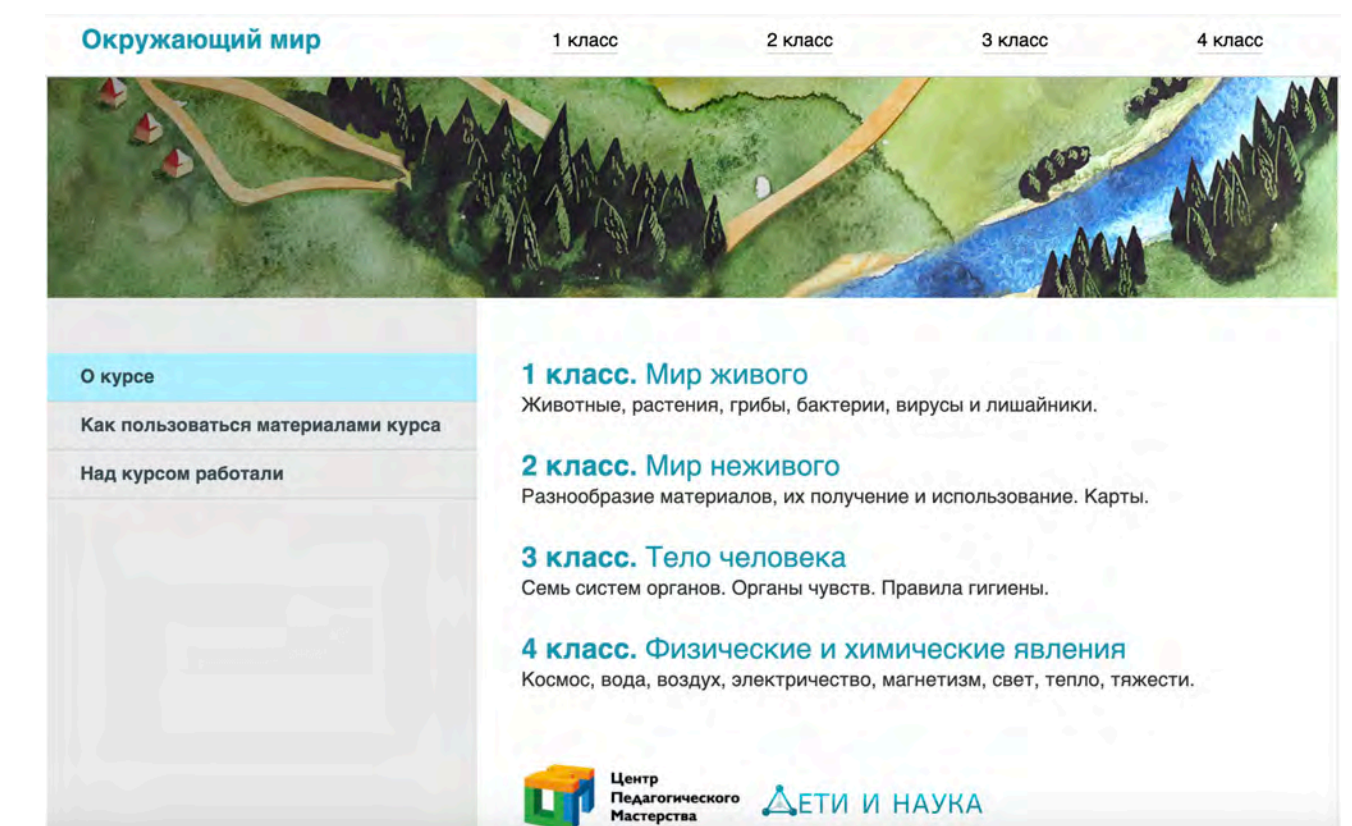 Окружающий мир
1 класс
2 класс
3 класс
4 класс
О курсе
Как пользоваться материалами курса
Над курсом работали
1 класс. Мир живого
Животные, растения, грибы, бактерии, вирусы и лишайники.
2 класс. Мир неживого
Разнообразие материалов, их получение и использование. Карты.
3 класс. Тело человека
Семь систем органов. Органы чувств. Правила гигиены.
4 класс. Физические и химические явления
Космос, вода, воздух, электричество, магнетизм, свет, тепло, тяжести.
Центр
Педагогического
Мастерства
ДЕТИ И НАУКА